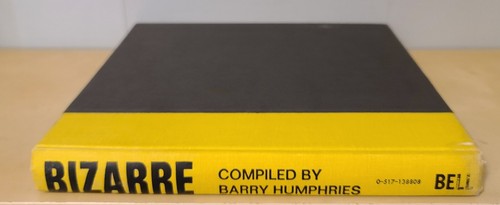 BIZARRE
COMPILED BY
BARRY HUMPHRIES
0-517-138808
BELL